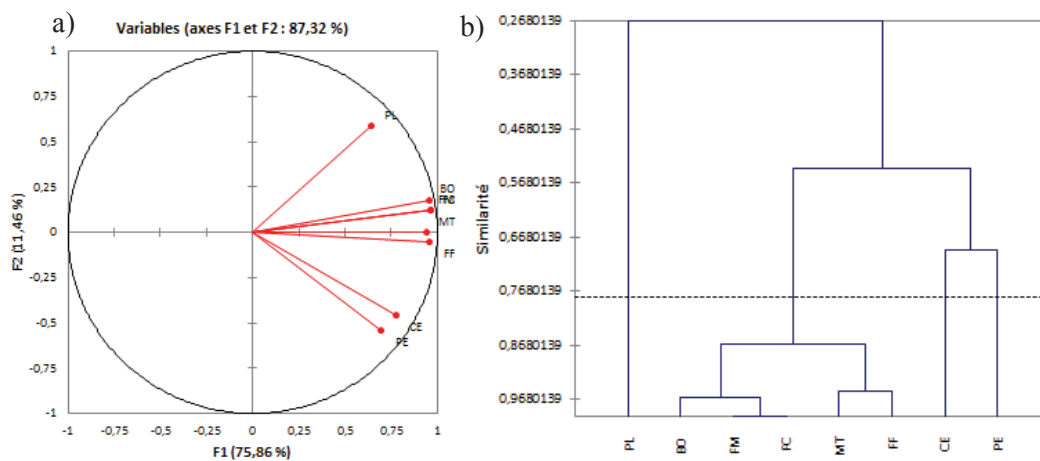 a)
Variables (axes F1 et F2 : 87,32 %)
1
0,75
0,5
0,25
0
-0,25
-0,5
-0,75
-1
F2 (11,46 %)
PL
BO
MT
FF
CE
PE
-1
-0,75
-0,5
-0,25
0
0,25
0,5
0,75
1
F1 (75,86 %)
b)
0,2680139
0,3680139
0,4680139
0,5680139
0,6680139
0,7680139
0,8680139
0,9680139
Similarité
PL
BO
FM
FC
MT
FF
CE
PE